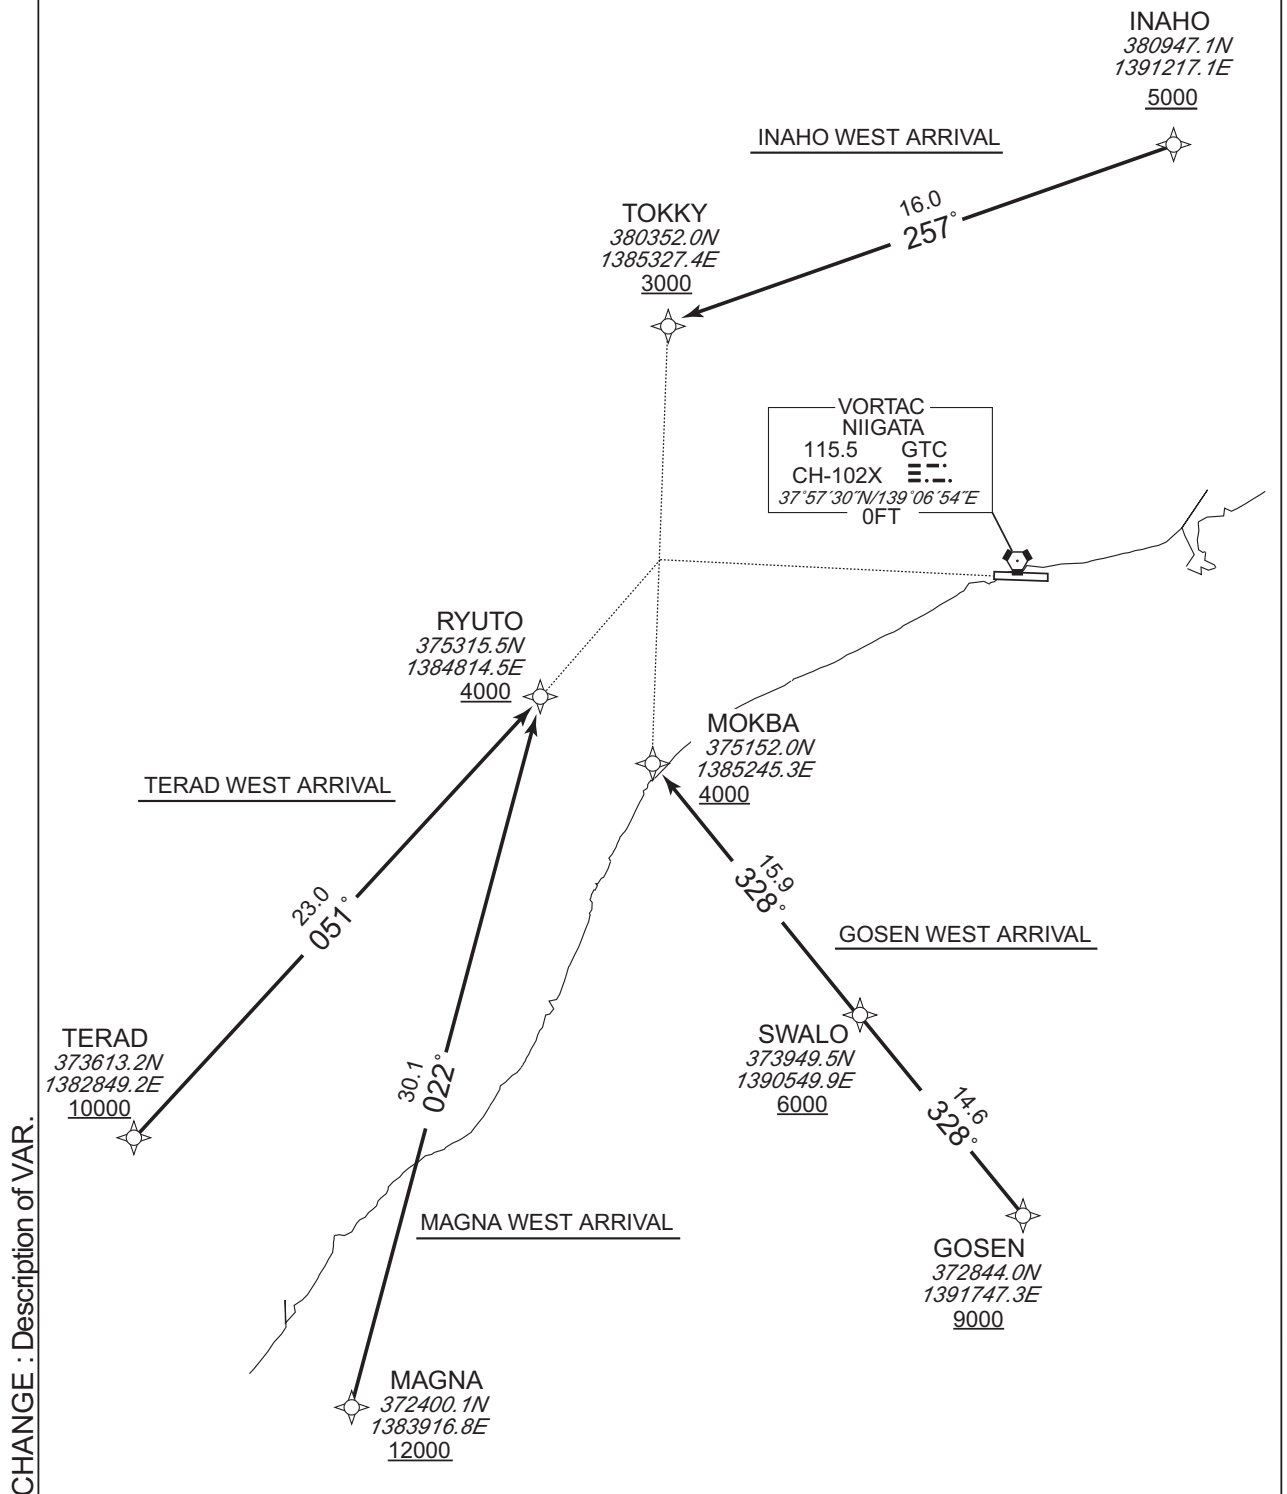 INAHO
380947.1N
1391217.1E
5000
INAHO WEST ARRIVAL
16.0
257°
TOKKY
380352.0N
1385327.4E
3000
VORTAC
NIIGATA
115.5 GTC
CH-102X
37°57′30″N/139°06′54″E
0FT
RYUTO
375315.5N
1384814.5E
4000
MOKBA
375152.0N
1385245.3E
4000
TERAD WEST ARRIVAL
15.9
328°
23.0
051°
GOSEN WEST ARRIVAL
TERAD
373613.2N
1382849.2E
10000
SWALO
373949.5N
1390549.9E
6000
30.1
022°
14.6
328°
MAGNA WEST ARRIVAL
GOSEN
372844.0N
1391747.3E
9000
MAGNA
372400.1N
1383916.8E
12000
CHANGE : Description of VAR.